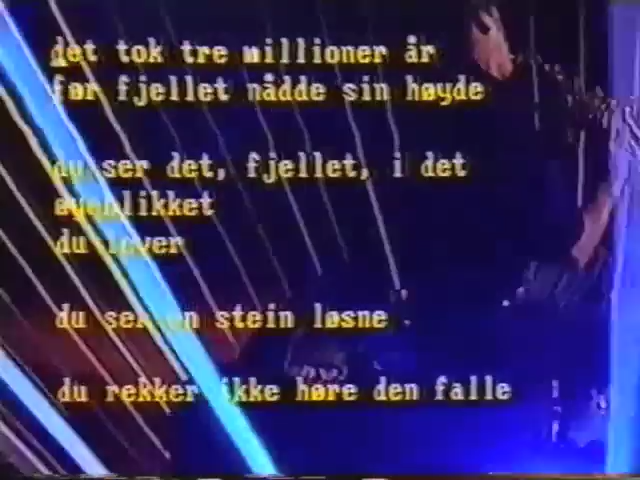 det tok tre millioner år
før fjellet nådde sin høyde
du ser det, fjellet, i det
øyeblikket
du lover
du ser en stein løsne
du rekker ikke høre den falle